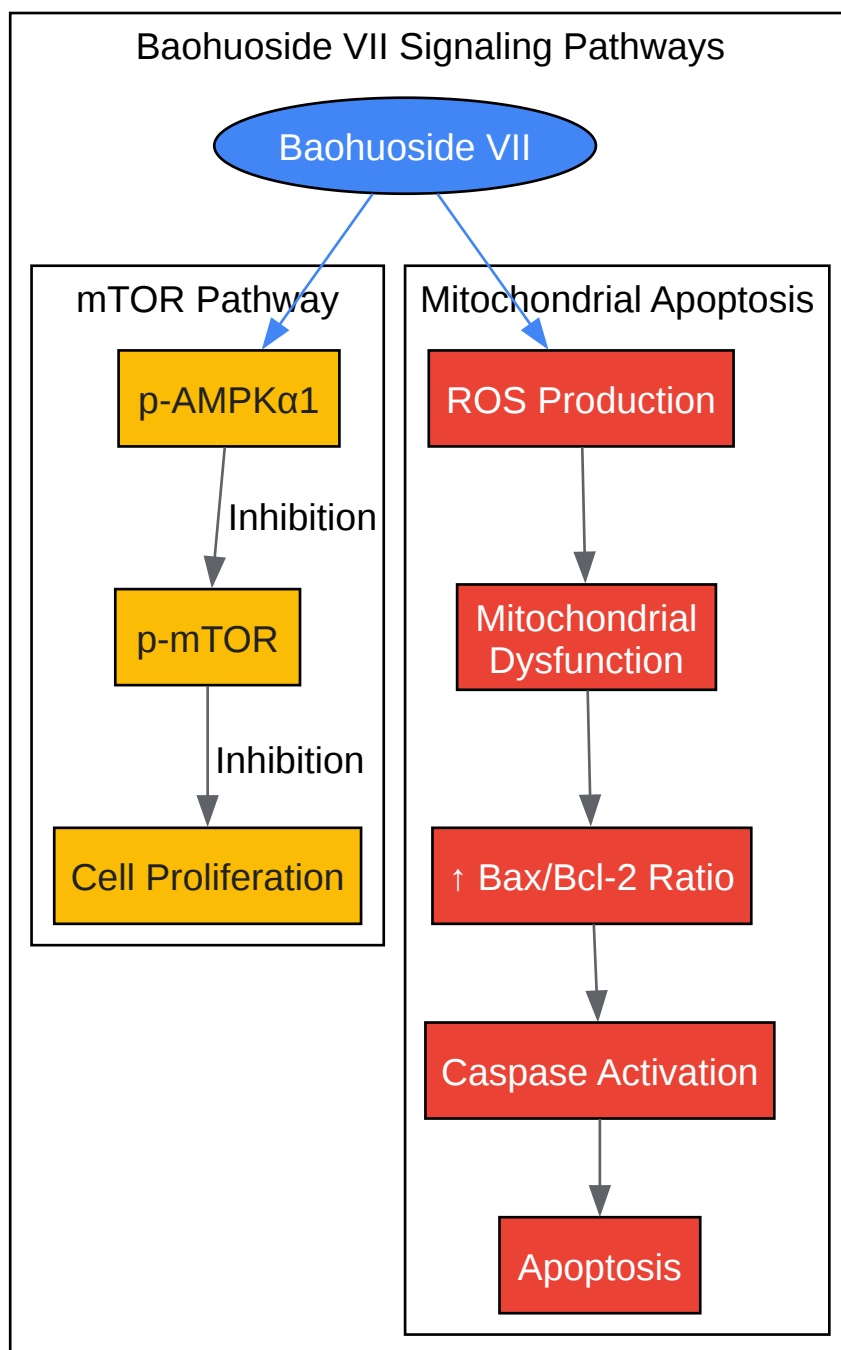 Baohuoside VII Signaling Pathways
Baohuoside VII
mTOR Pathway
p-AMPKα1
Inhibition
p-mTOR
Inhibition
Cell Proliferation
Mitochondrial Apoptosis
ROS Production
Mitochondrial
Dysfunction
↑ Bax/Bcl-2 Ratio
Caspase Activation
Apoptosis